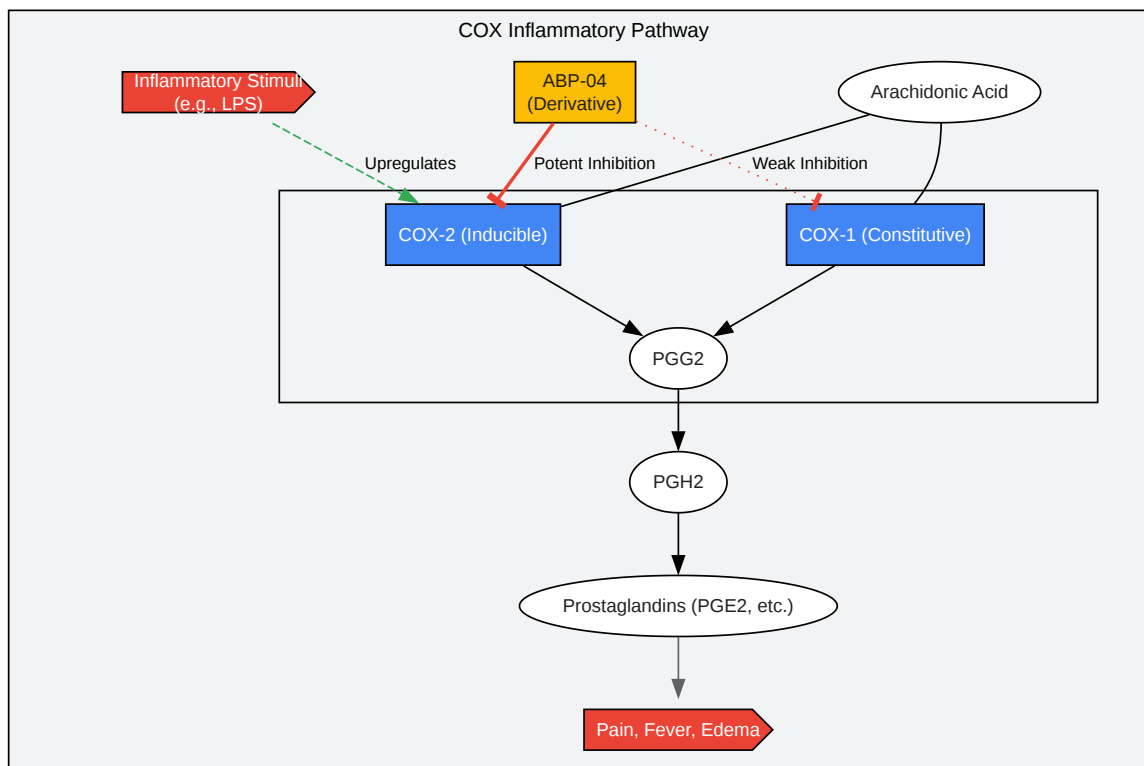 COX Inflammatory Pathway
Inflammatory Stimuli
(e.g., LPS)
ABP-04
(Derivative)
Arachidonic Acid
Upregulates
Potent Inhibition
Weak Inhibition
COX-2 (Inducible)
COX-1 (Constitutive)
PGG2
PGH2
Prostaglandins (PGE2, etc.)
Pain, Fever, Edema